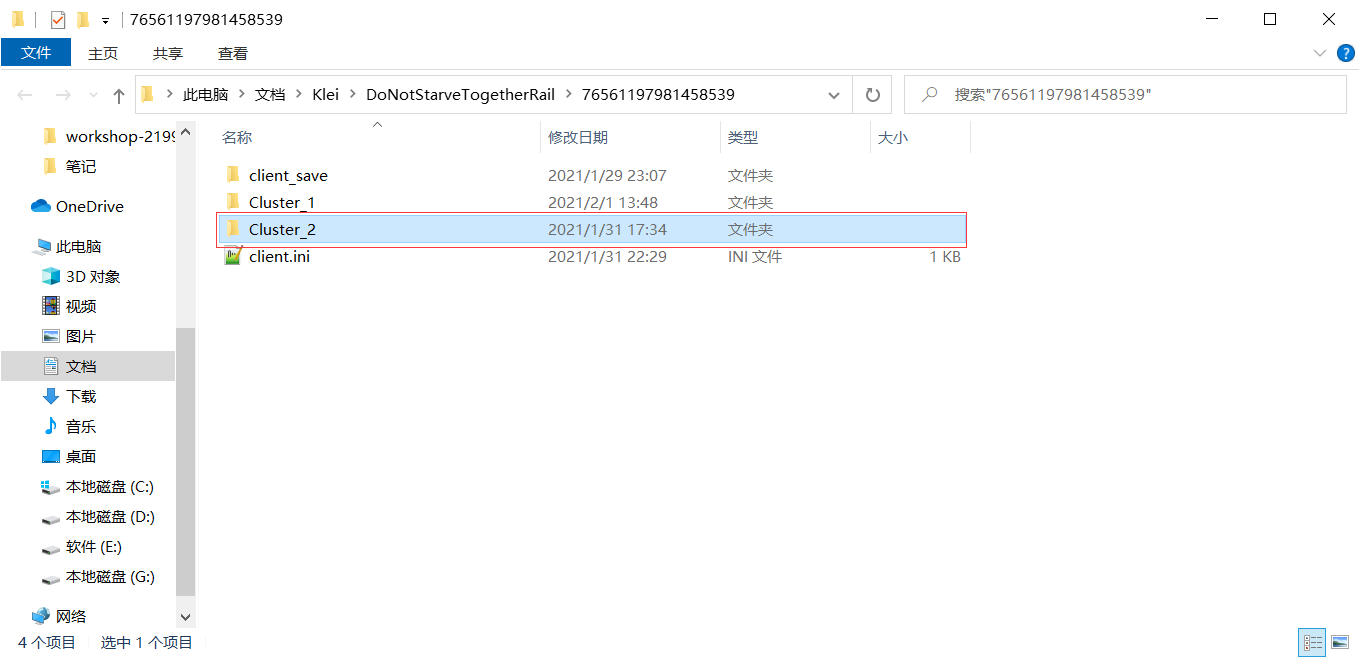 76561197981458539
文件 主页 共享 查看
此电脑 文档 Klei DoNotStarveTogetherRail 76561197981458539 搜索"76561197981458539"
名称 修改日期 类型 大小
client_save 2021/1/29 23:07 文件夹
Cluster_1 2021/2/1 13:48 文件夹
Cluster_2 2021/1/31 17:34 文件夹
client.ini 2021/1/31 22:29 INI 文件 1 KB
workshop-2199
笔记
OneDrive
此电脑
3D 对象
视频
图片
文档
下载
音乐
桌面
本地磁盘 (C:)
本地磁盘 (D:)
软件 (E:)
本地磁盘 (G:)
网络
4 个项目 选中 1 个项目